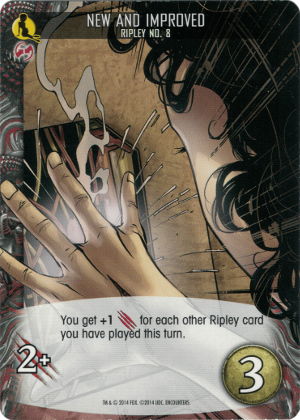 NEW AND IMPROVED
RIPLEY NO. 8
You get +1 for each other Ripley card
you have played this turn.
2+
3
TM & © 2014 FOX. ©2014 UDC. ENCOUNTERS.